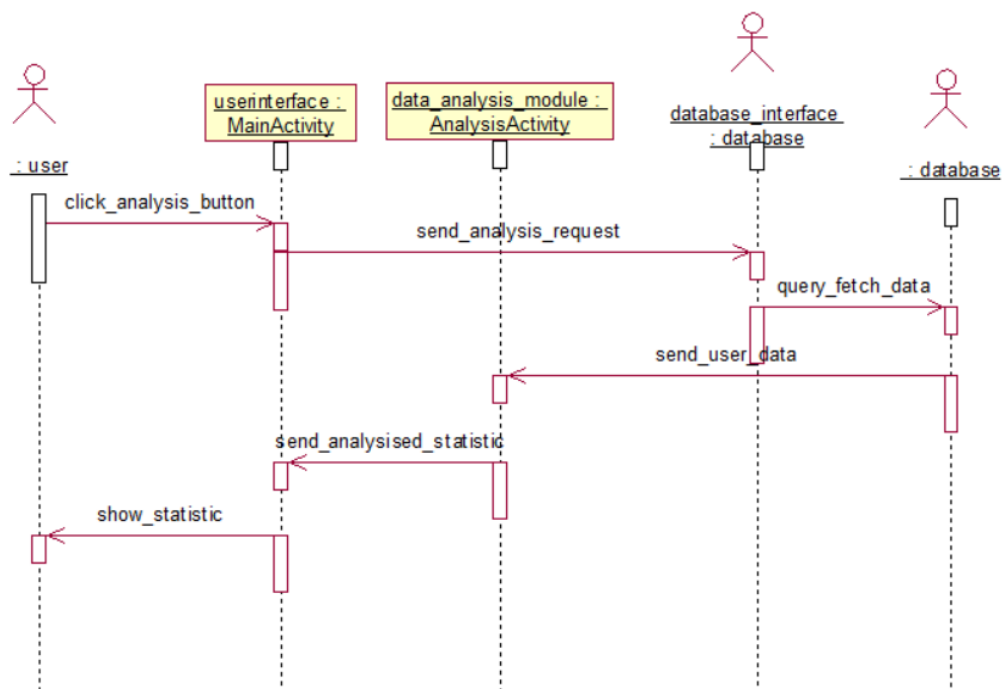 userinterface :
MainActivity
data_analysis_module :
AnalysisActivity
database_interface
: database
: user
: database
click_analysis_button
send_analysis_request
query_fetch_data
send_user_data
send_analysised_statistic
show_statistic